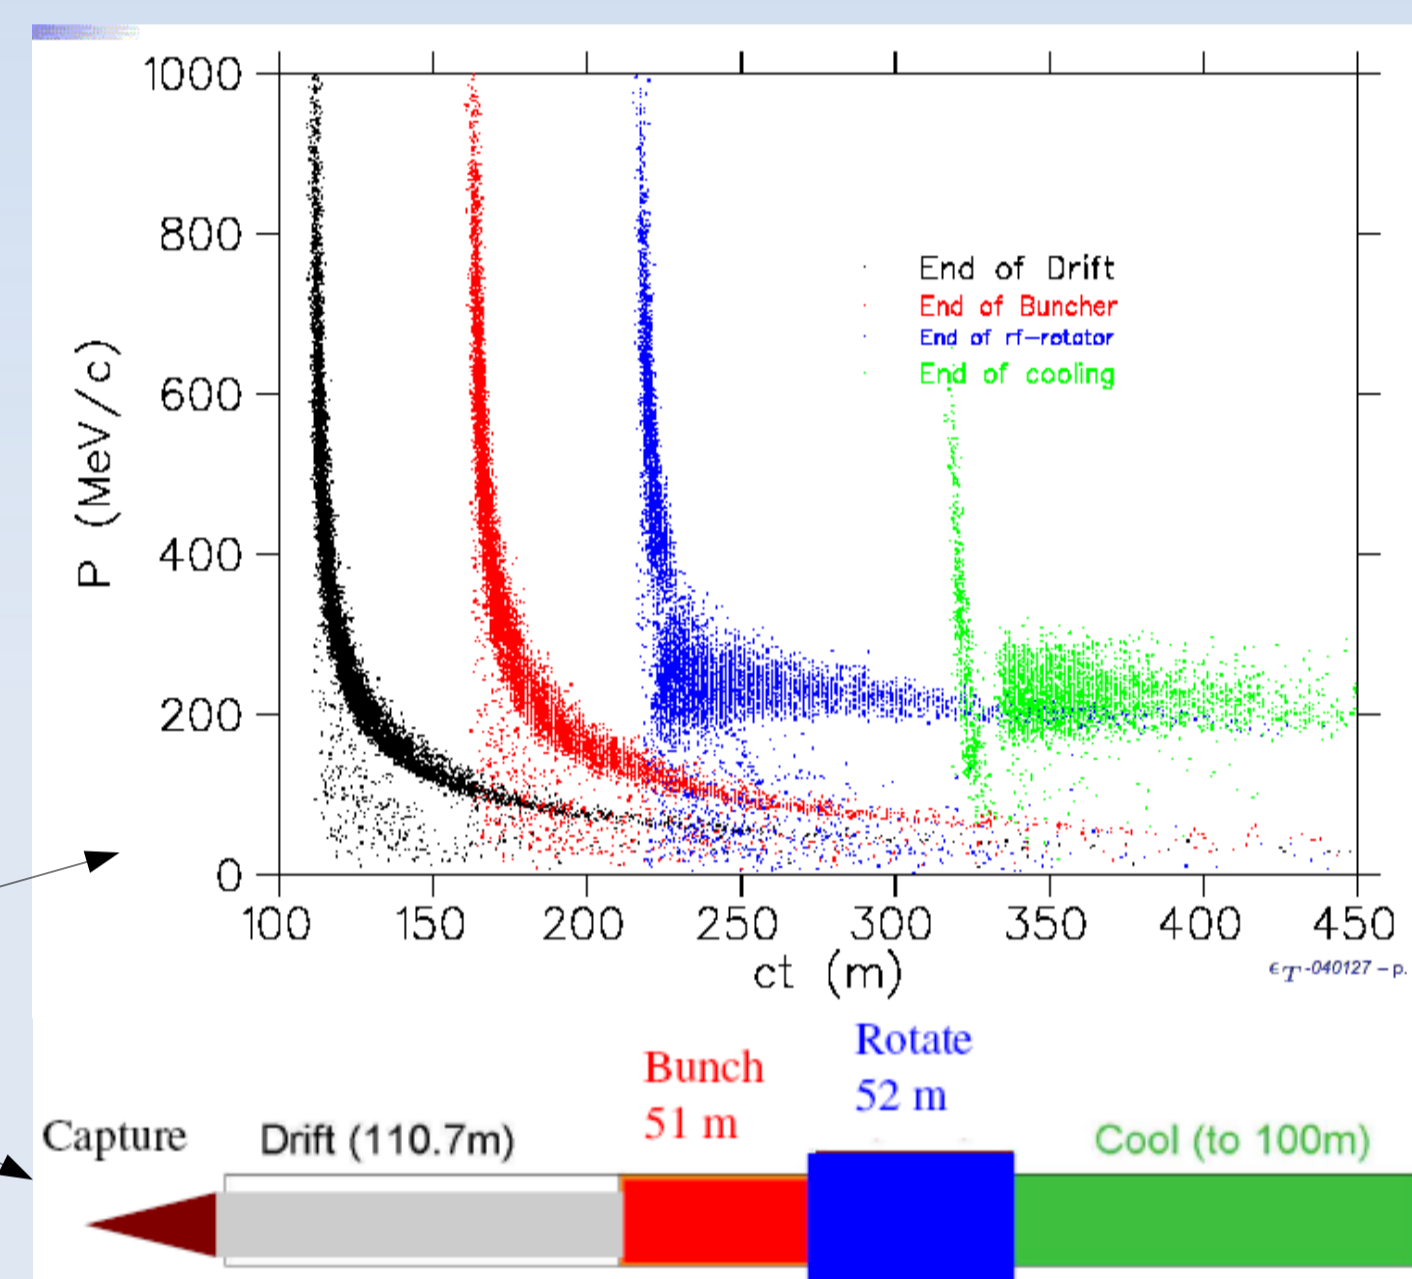 1000
800
600
400
200
0
P (MeV/c)
End of Drift
End of Buncher
End of rf-rotator
End of cooling
100 150 200 250 300 350 400 450
ct (m)
ϵT-040127 – p.
Capture
Drift (110.7m)
Bunch
51 m
Rotate
52 m
Cool (to 100m)